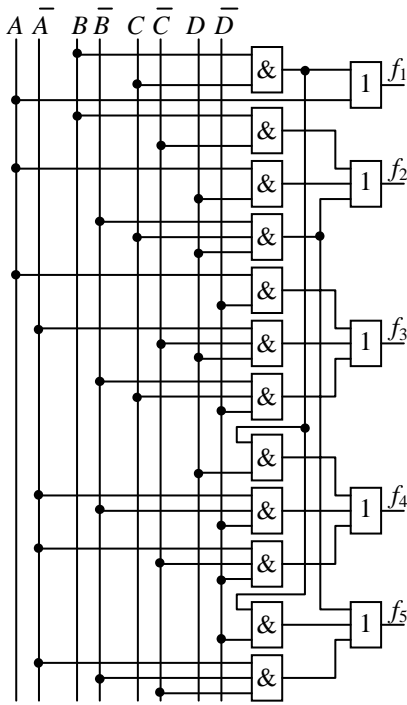 A A̅ B B̅ C C̅ D D̅
&
1 f₁
&
& 1 f₂
&
&
& 1 f₃
&
&
& 1 f₄
&
& 1 f₅
&